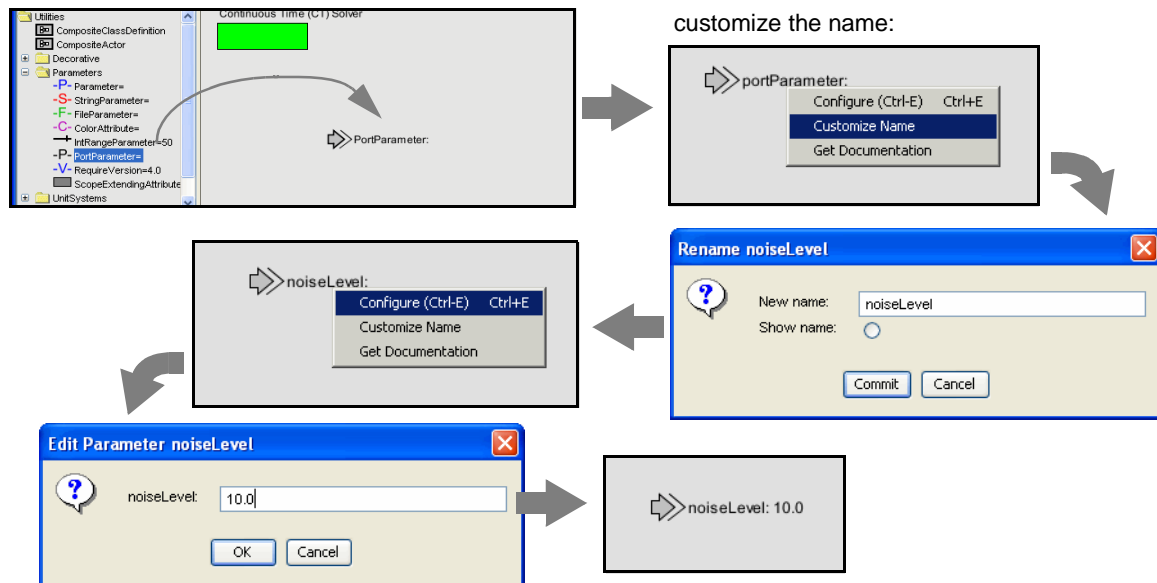 Utilities
CompositeClassDefinition
CompositeActor
Decorative
Parameters
-P- Parameter=
-S- StringParameter=
-F- FileParameter=
-C- ColorAttribute=
IntRangeParameter=50
-P- PortParameter=
-V- RequireVersion=4.0
ScopeExtendingAttribute
UnitSystems
Continuous Time (CT) Solver
PortParameter:
customize the name:
portParameter:
Configure (Ctrl-E) Ctrl+E
Customize Name
Get Documentation
Rename noiseLevel
?
New name: noiseLevel
Show name:
Commit Cancel
noiseLevel:
Configure (Ctrl-E) Ctrl+E
Customize Name
Get Documentation
Edit Parameter noiseLevel
?
noiseLevel: 10.0
OK Cancel
noiseLevel: 10.0